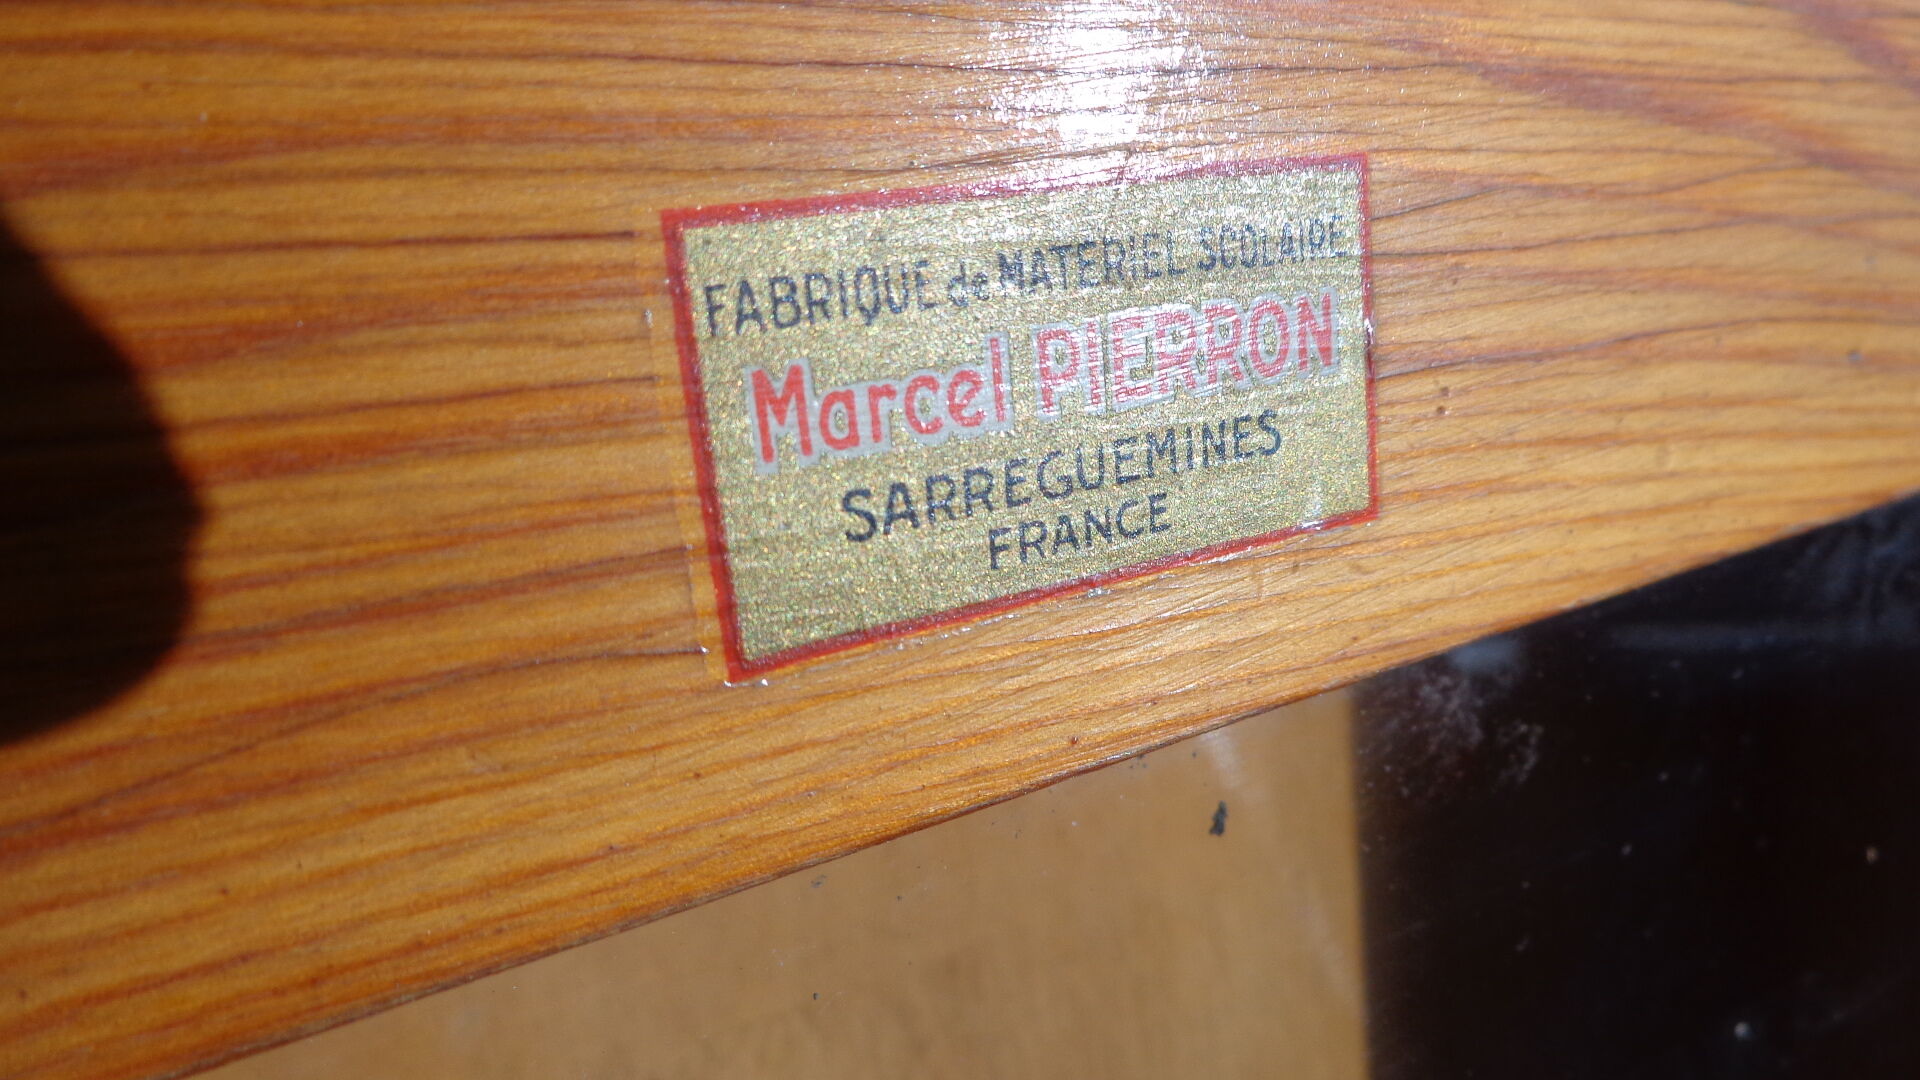 FABRIQUE de MATERIEL SCOLAIRE
Marcel PIERRON
SARREGUEMINES
FRANCE